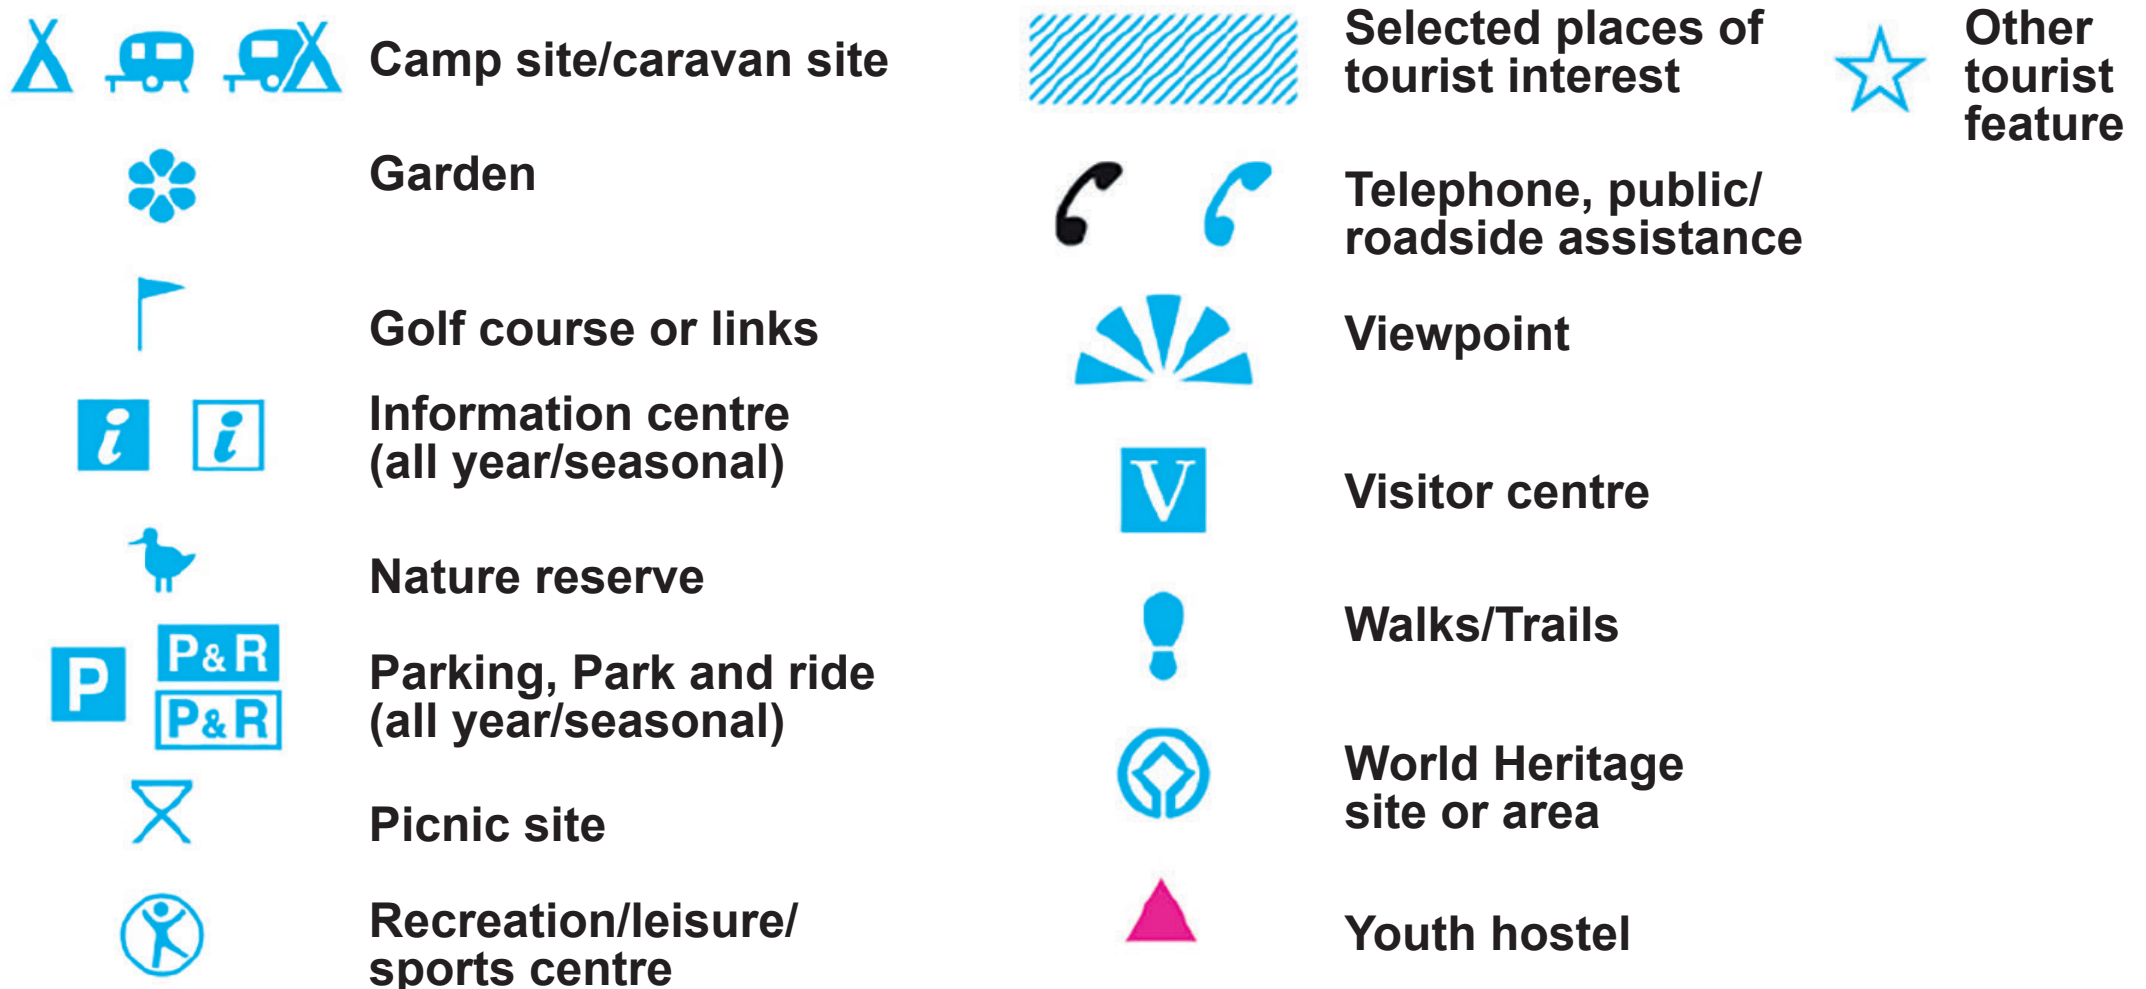 Camp site/caravan site
Garden
Golf course or links
i i
Information centre
(all year/seasonal)
Nature reserve
P P&R
P&R
Parking, Park and ride
(all year/seasonal)
Picnic site
Recreation/leisure/
sports centre
Selected places of
tourist interest
Other
tourist
feature
Telephone, public/
roadside assistance
Viewpoint
V
Visitor centre
Walks/Trails
World Heritage
site or area
Youth hostel